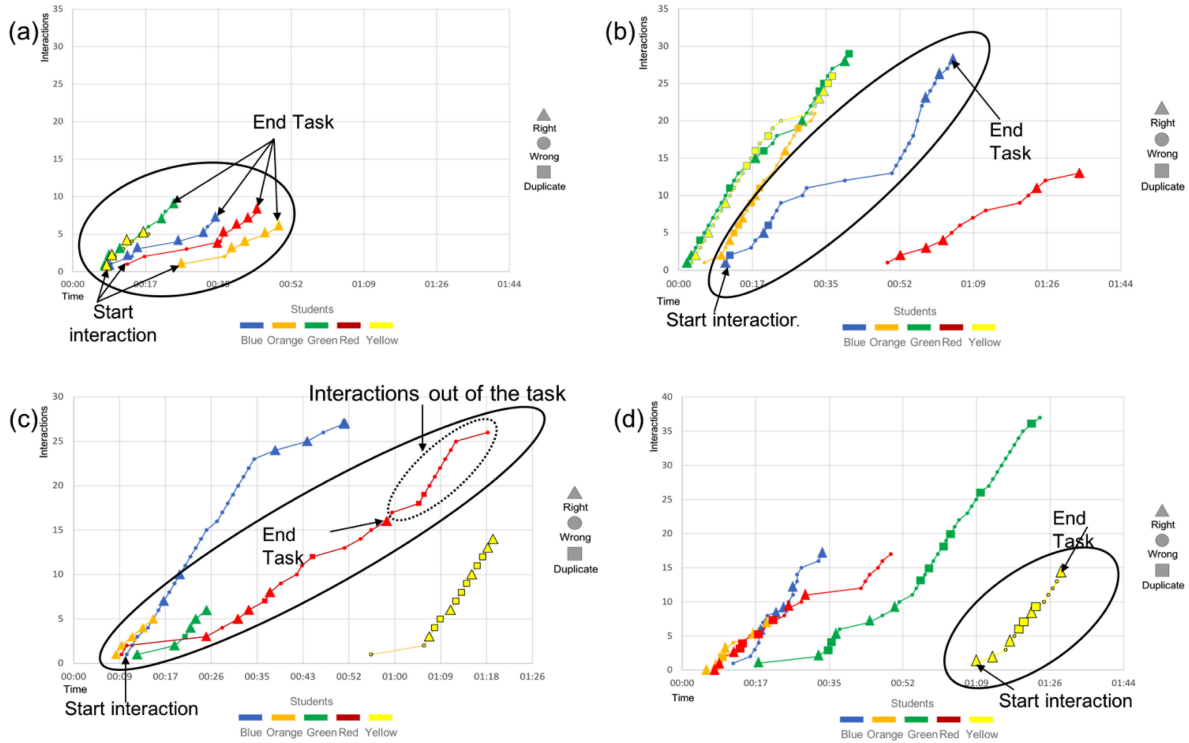 (a)
Interactions
35
30
25
20
15
10
5
0
00:00 00:17 00:35 00:52 01:09 01:26 01:44
Time
End Task
Start
interaction
Right
Wrong
Duplicate
Students
Blue Orange Green Red Yellow
(b)
Interactions
35
30
25
20
15
10
5
0
00:00 00:17 00:35 00:52 01:09 01:26 01:44
Time
End
Task
Start interactior.
Right
Wrong
Duplicate
Students
Blue Orange Green Red Yellow
(c)
Interactions out of the task
Interactions
30
25
20
15
10
5
0
00:00 00:09 00:17 00:26 00:35 00:43 00:52 01:00 01:09 01:18 01:26
Time
End
Task
Start interaction
Right
Wrong
Duplicate
Students
Blue Orange Green Red Yellow
(d)
Interactions
40
35
30
25
20
15
10
5
0
00:00 00:17 00:35 00:52 01:09 01:26 01:44
Time
End
Task
Start interaction
Right
Wrong
Duplicate
Students
Blue Orange Green Red Yellow